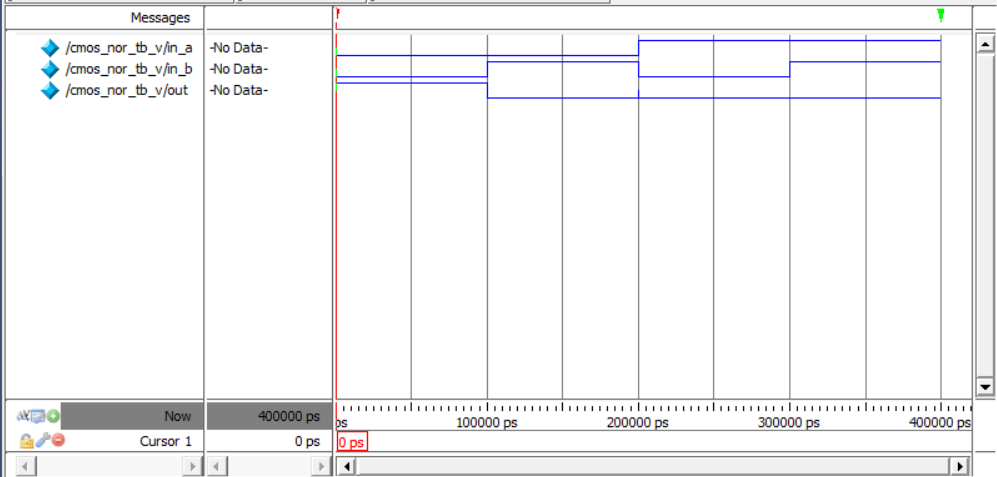 Messages
/cmos_nor_tb_v/in_a -No Data-
/cmos_nor_tb_v/in_b -No Data-
/cmos_nor_tb_v/out -No Data-
Now 400000 ps
ps 100000 ps 200000 ps 300000 ps 400000 ps
Cursor 1 0 ps
0 ps